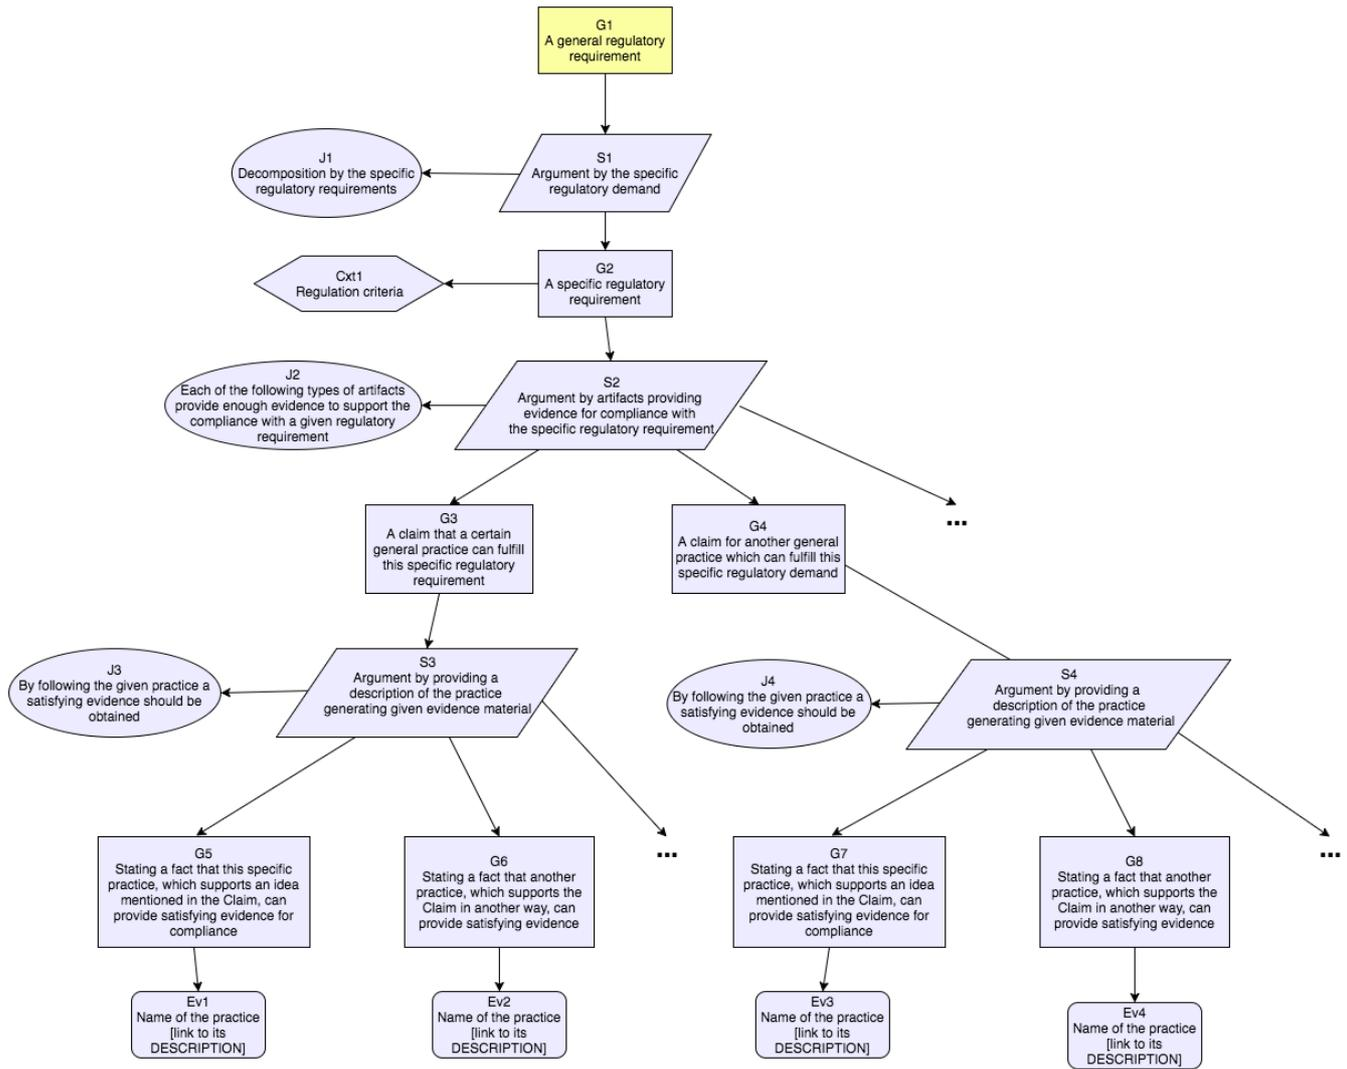 G1
A general regulatory
requirement
J1
Decomposition by the specific
regulatory requirements
S1
Argument by the specific
regulatory demand
Cxt1
Regulation criteria
G2
A specific regulatory
requirement
J2
Each of the following types of artifacts
provide enough evidence to support the
compliance with a given regulatory
requirement
S2
Argument by artifacts providing
evidence for compliance with
the specific regulatory requirement
G3
A claim that a certain
general practice can fulfill
this specific regulatory
requirement
G4
A claim for another general
practice which can fulfill this
specific regulatory demand
...
J3
By following the given practice a
satisfying evidence should be
obtained
S3
Argument by providing a
description of the practice
generating given evidence material
J4
By following the given practice a
satisfying evidence should be
obtained
S4
Argument by providing a
description of the practice
generating given evidence material
G5
Stating a fact that this specific
practice, which supports an idea
mentioned in the Claim, can
provide satisfying evidence for
compliance
G6
Stating a fact that another
practice, which supports the
Claim in another way, can
provide satisfying evidence
...
G7
Stating a fact that this specific
practice, which supports an idea
mentioned in the Claim, can
provide satisfying evidence for
compliance
G8
Stating a fact that another
practice, which supports the
Claim in another way, can
provide satisfying evidence
...
Ev1
Name of the practice
[link to its
DESCRIPTION]
Ev2
Name of the practice
[link to its
DESCRIPTION]
Ev3
Name of the practice
[link to its
DESCRIPTION]
Ev4
Name of the practice
[link to its
DESCRIPTION]